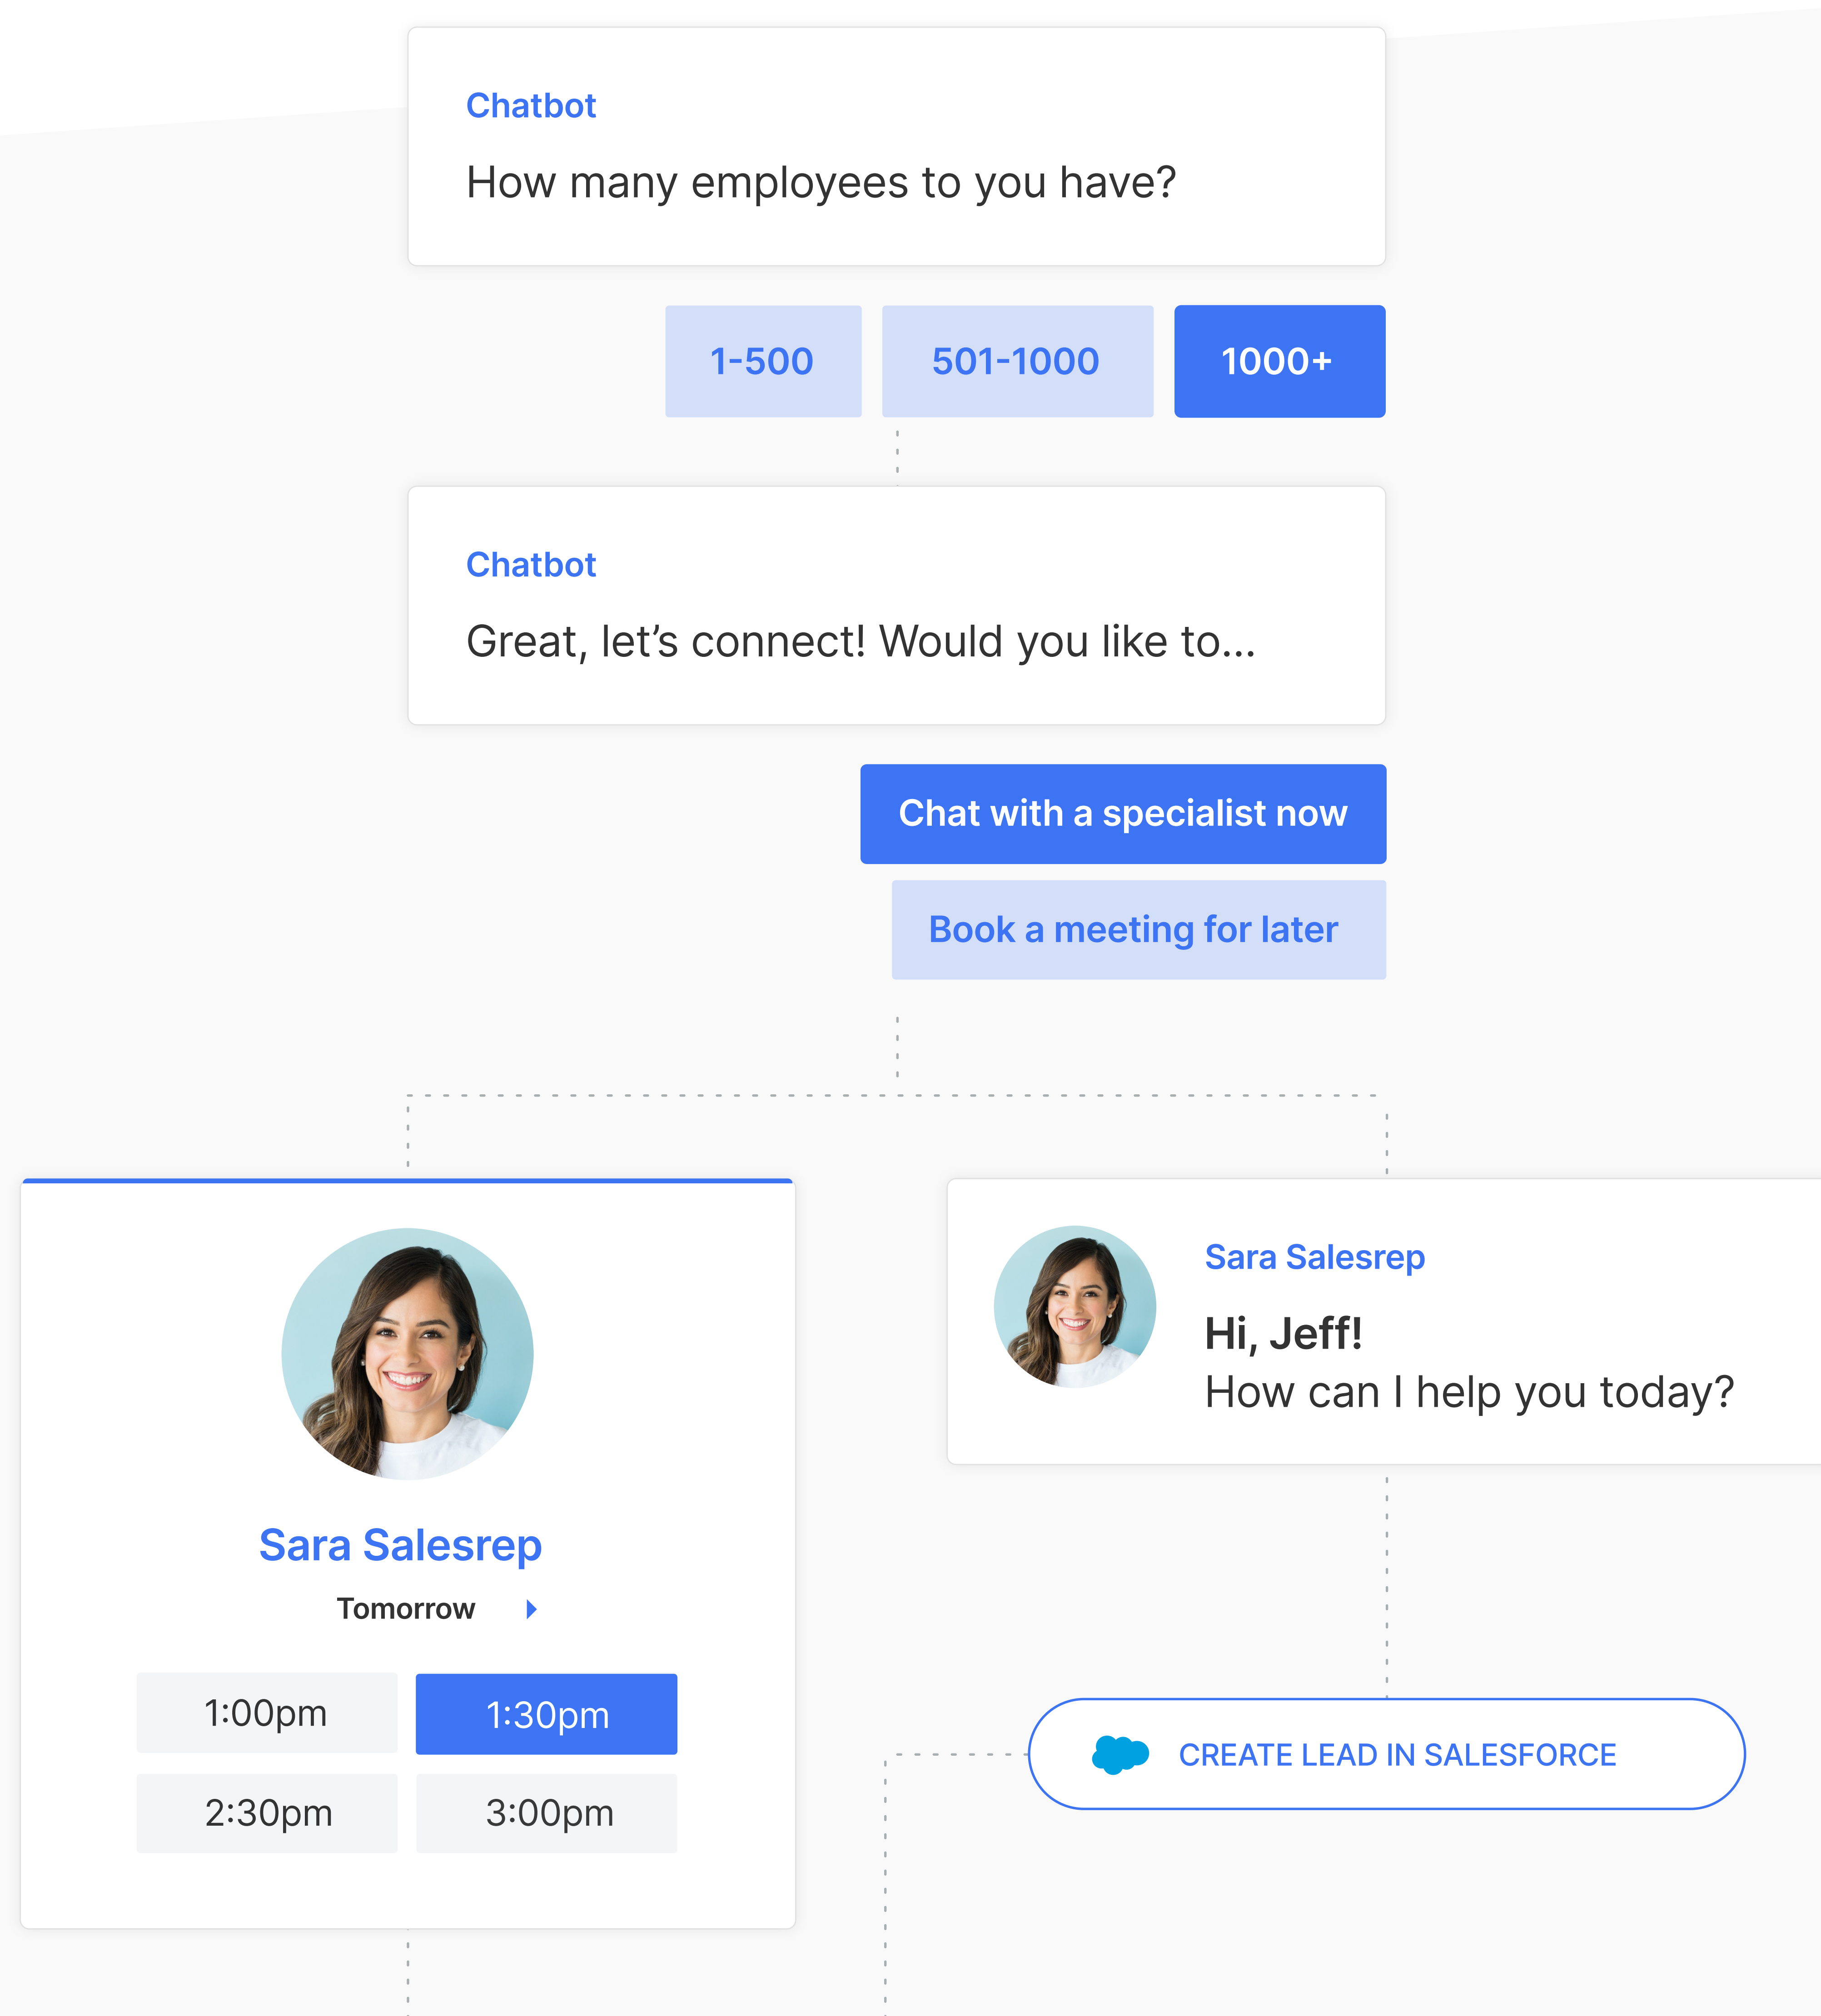 Chatbot
How many employees to you have?
1-500
501-1000
1000+
Chatbot
Great, let’s connect! Would you like to...
Chat with a specialist now
Book a meeting for later
Sara Salesrep
Tomorrow
1:00pm
1:30pm
2:30pm
3:00pm
Sara Salesrep
Hi, Jeff!
How can I help you today?
CREATE LEAD IN SALESFORCE